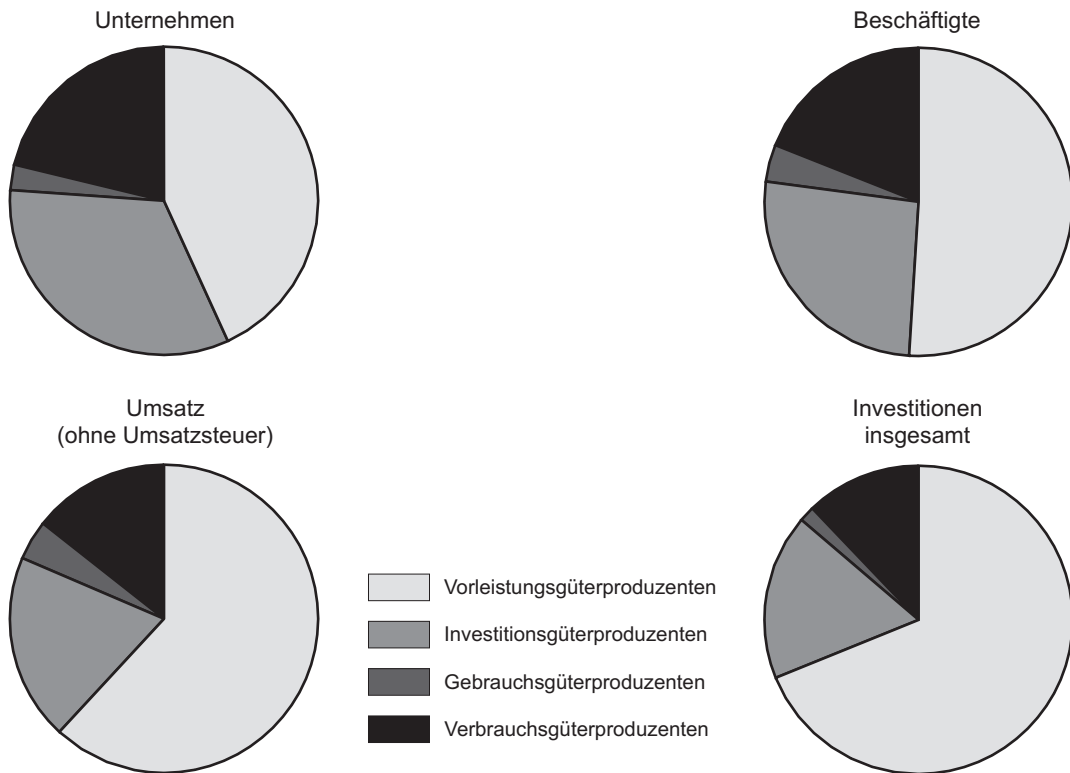 Unternehmen
Beschäftigte
Umsatz
(ohne Umsatzsteuer)
Investitionen
insgesamt
Vorleistungsgüterproduzenten
Investitionsgüterproduzenten
Gebrauchsgüterproduzenten
Verbrauchsgüterproduzenten